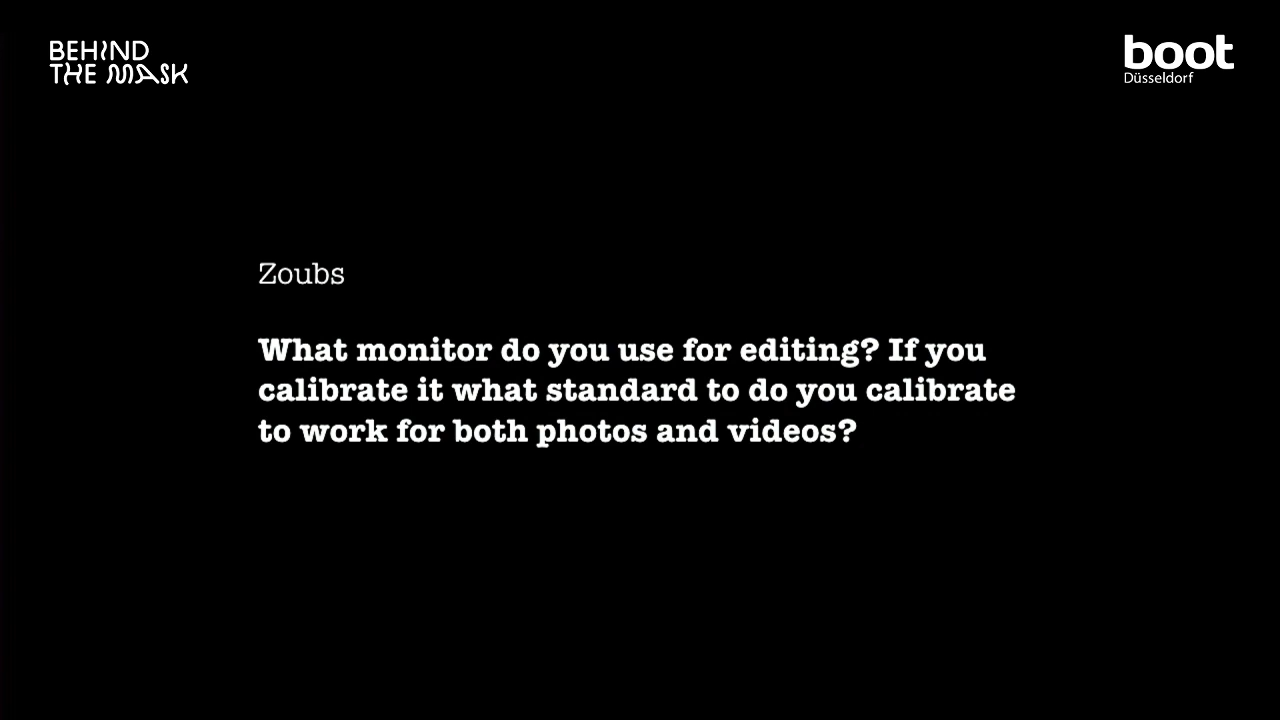 BEHIND
THE MASK
boot
Düsseldorf
Zoubs
What monitor do you use for editing? If you
calibrate it what standard to do you calibrate
to work for both photos and videos?